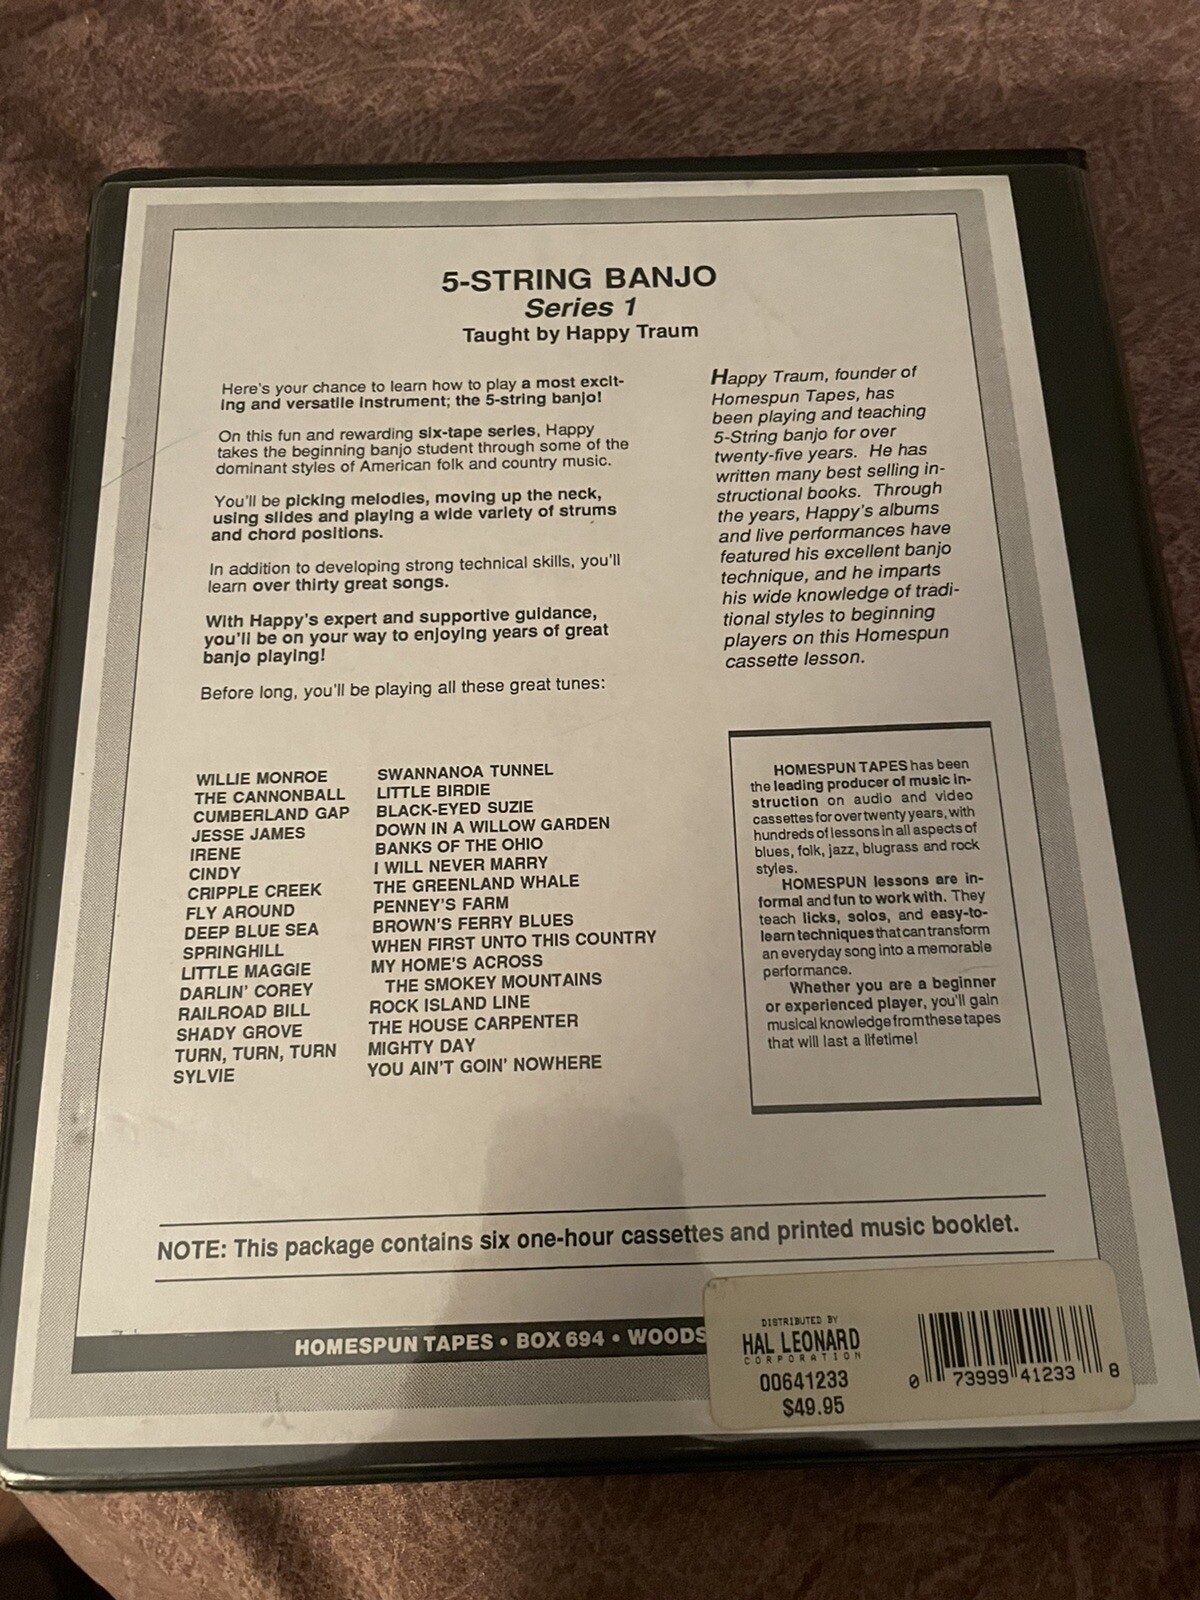 5-STRING BANJO
Series 1
Taught by Happy Traum
Here's your chance to learn how to play a most excit-
ing and versatile instrument; the 5-string banjo!
On this fun and rewarding six-tape series, Happy
takes the beginning banjo student through some of the
dominant styles of American folk and country music.
You'll be picking melodies, moving up the neck,
using slides and playing a wide variety of strums
and chord positions.
In addition to developing strong technical skills, you'll
learn over thirty great songs.
With Happy's expert and supportive guidance,
you'll be on your way to enjoying years of great
banjo playing!
Before long, you'll be playing all these great tunes:
WILLIE MONROE
THE CANNONBALL
CUMBERLAND GAP
JESSE JAMES
IRENE
CINDY
CRIPPLE CREEK
FLY AROUND
DEEP BLUE SEA
SPRINGHILL
LITTLE MAGGIE
DARLIN' COREY
RAILROAD BILL
SHADY GROVE
TURN, TURN, TURN
SYLVIE
SWANNANOA TUNNEL
LITTLE BIRDIE
BLACK-EYED SUZIE
DOWN IN A WILLOW GARDEN
BANKS OF THE OHIO
I WILL NEVER MARRY
THE GREENLAND WHALE
PENNEY'S FARM
BROWN'S FERRY BLUES
WHEN FIRST UNTO THIS COUNTRY
MY HOME'S ACROSS
THE SMOKEY MOUNTAINS
ROCK ISLAND LINE
THE HOUSE CARPENTER
MIGHTY DAY
YOU AIN'T GOIN' NOWHERE
Happy Traum, founder of
Homespun Tapes, has
been playing and teaching
5-String banjo for over
twenty-five years. He has
written many best selling in-
structional books. Through
the years, Happy's albums
and live performances have
featured his excellent banjo
technique, and he imparts
his wide knowledge of tradi-
tional styles to beginning
players on this Homespun
cassette lesson.
HOMESPUN TAPES has been
the leading producer of music in-
struction on audio and video
cassettes for over twenty years, with
hundreds of lessons in all aspects of
blues, folk, jazz, blugrass and rock
styles.
HOMESPUN lessons are in-
formal and fun to work with. They
teach licks, solos, and easy-to-
learn techniques that can transform
an everyday song into a memorable
performance.
Whether you are a beginner
or experienced player, you'll gain
musical knowledge from these tapes
that will last a lifetime!
NOTE: This package contains six one-hour cassettes and printed music booklet.
HOMESPUN TAPES • BOX 694 • WOODS
DISTRIBUTED BY
HAL LEONARD
CORPORATION
00641233
$49.95
0 73999 41233 8